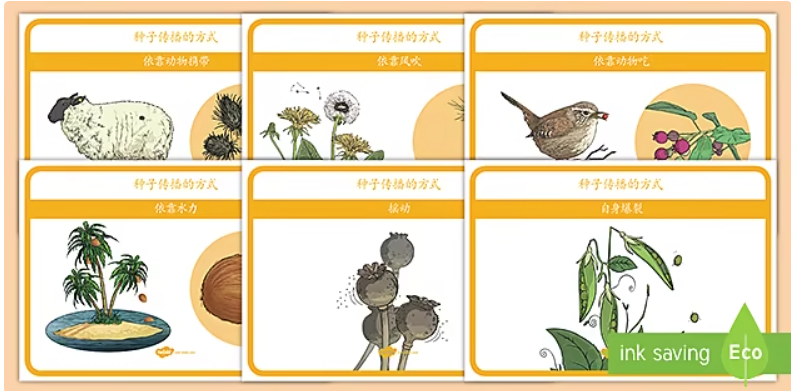 种子传播的方式
依靠动物携带
种子传播的方式
依靠风吹
种子传播的方式
依靠动物吃
种子传播的方式
依靠水力
种子传播的方式
摇动
种子传播的方式
自身爆裂
ink saving Eco